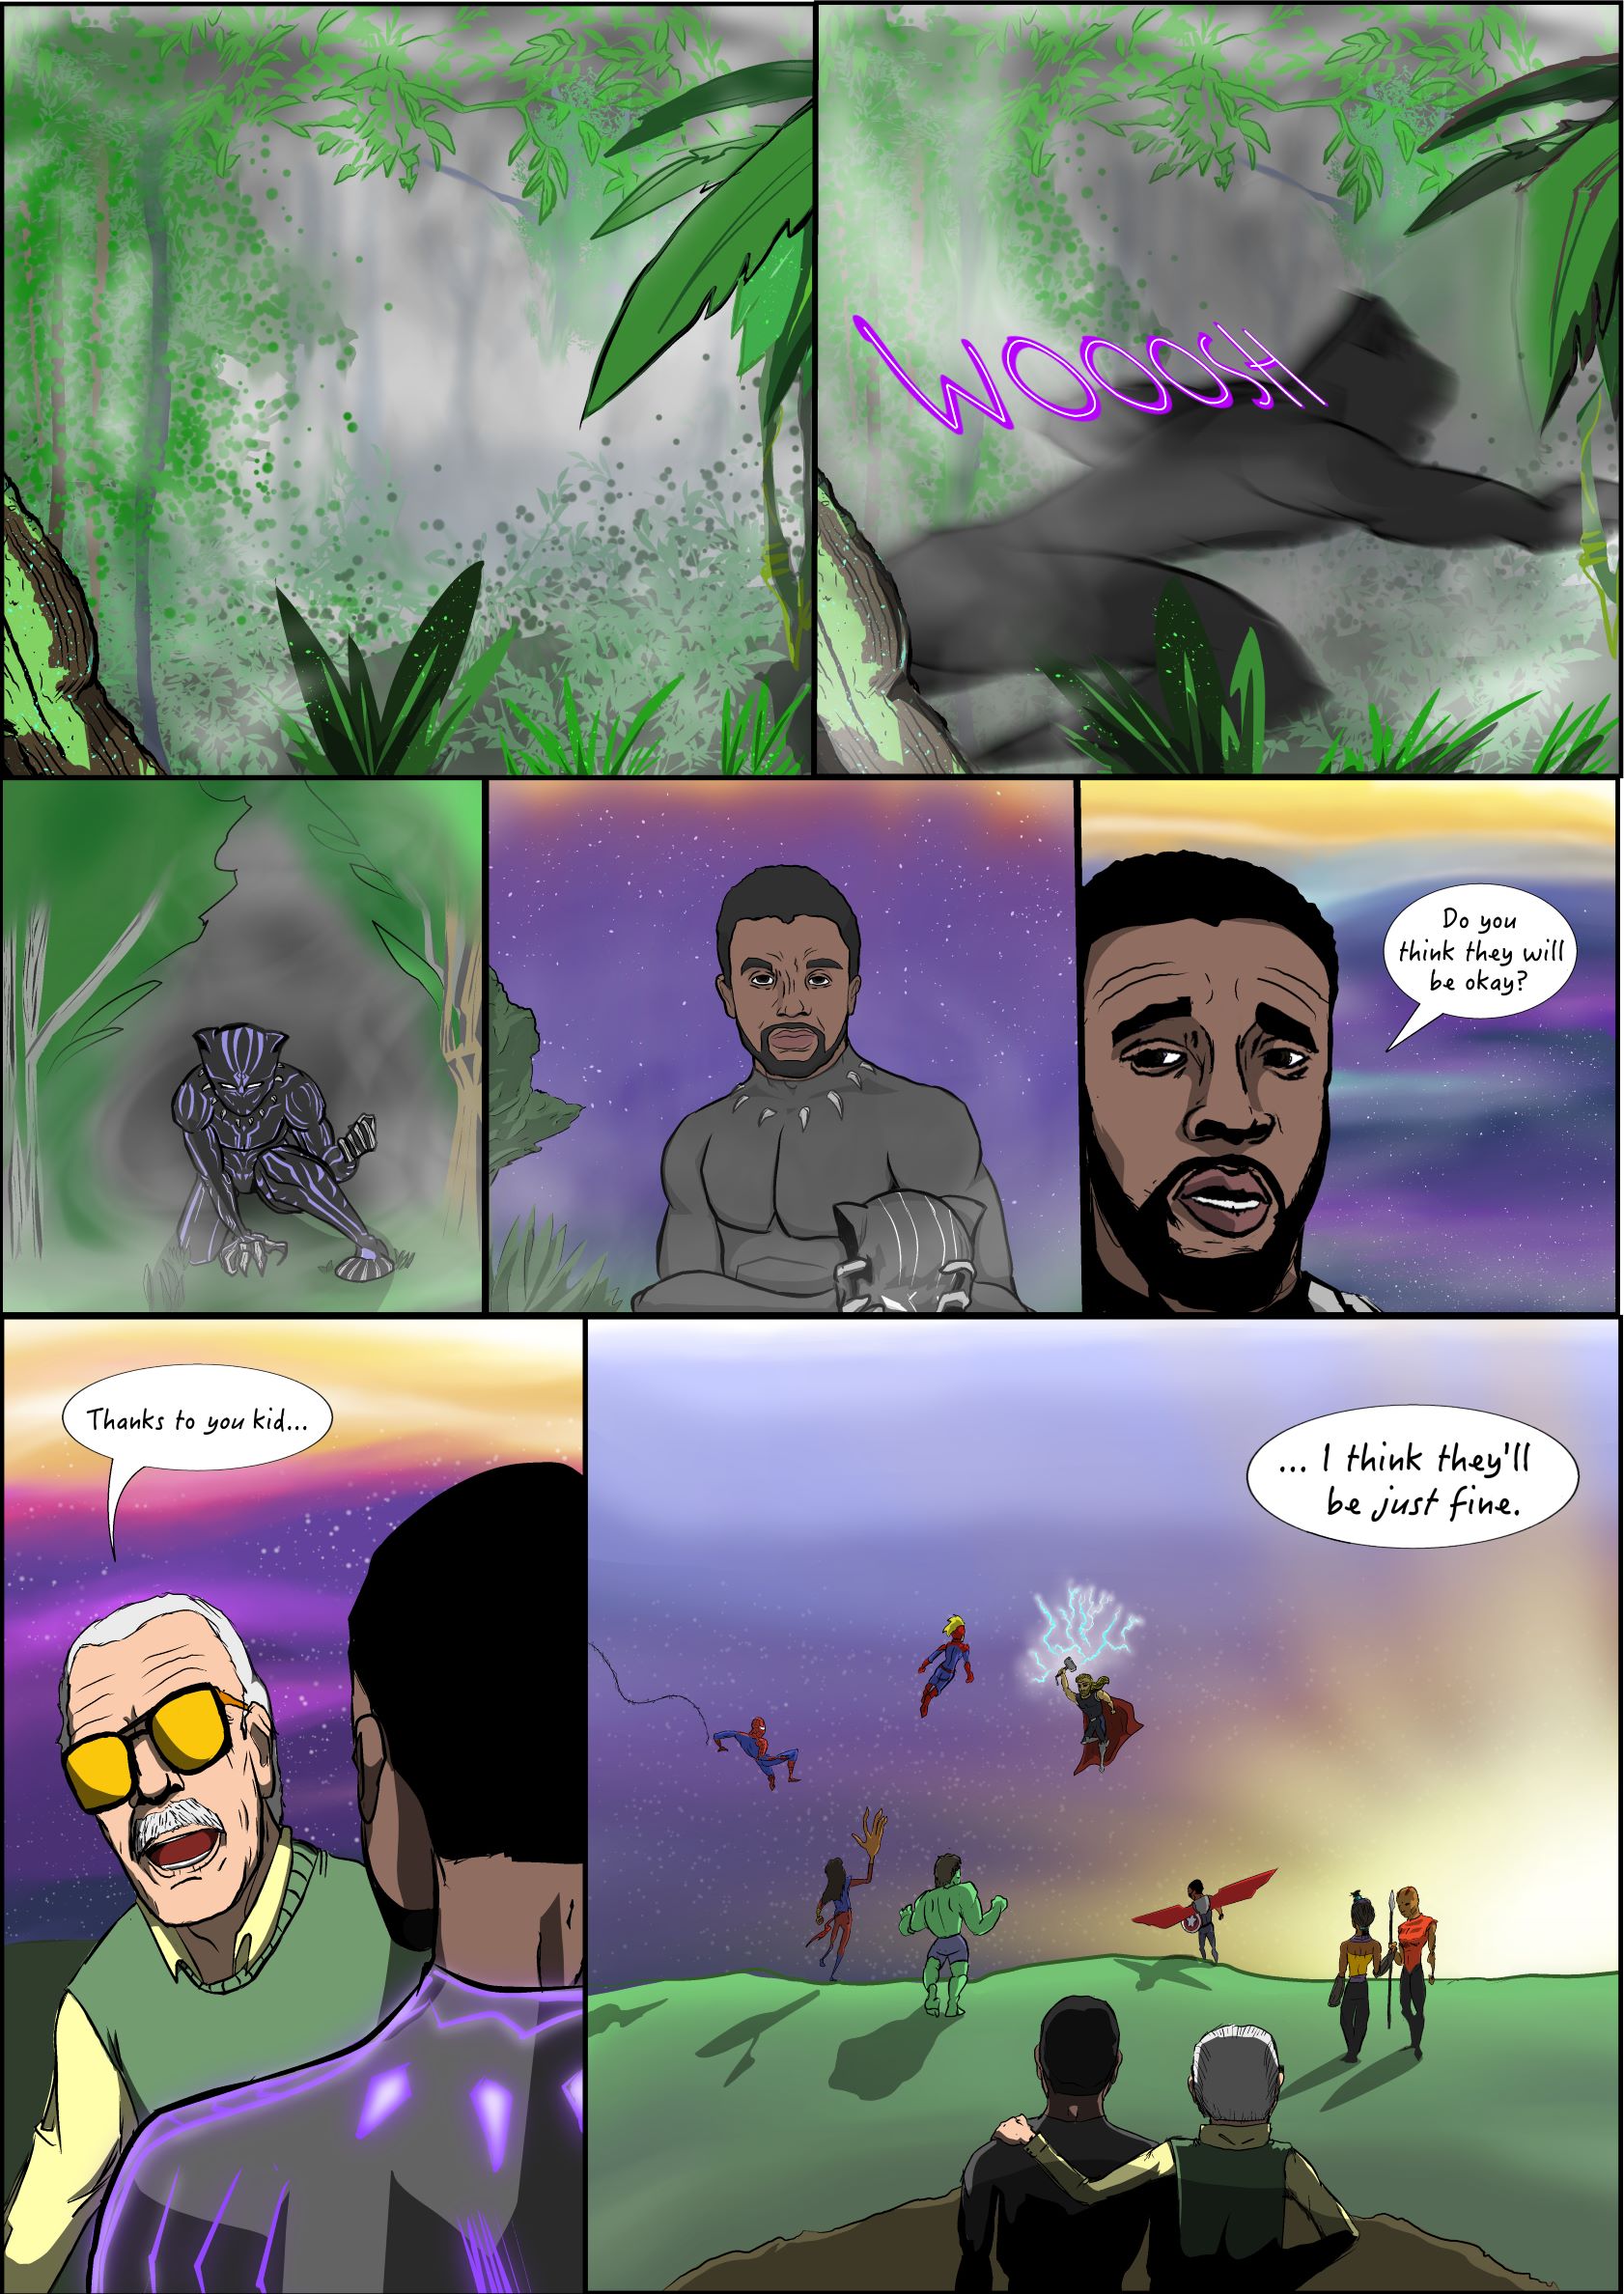 WOOOSH
Do you
think they will
be okay?
Thanks to you kid...
... I think they'll
be just fine.